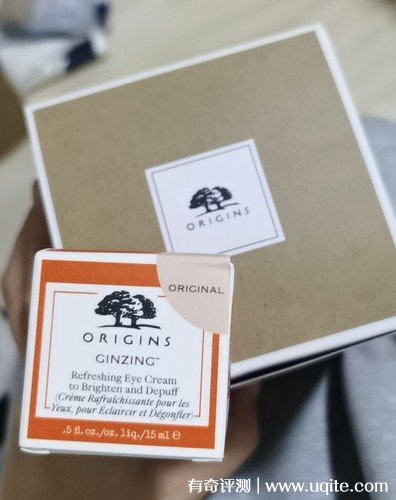 ORIGINS
ORIGINAL
ORIGINS
GINZING™
Refreshing Eye Cream
to Brighten and Depuff
(Crème Rafraîchissante pour les
Yeux, pour Éclaircir et Dégonfler)
.5 fl.oz./oz. liq./15 ml ℮
有奇评测 | www.uqite.com